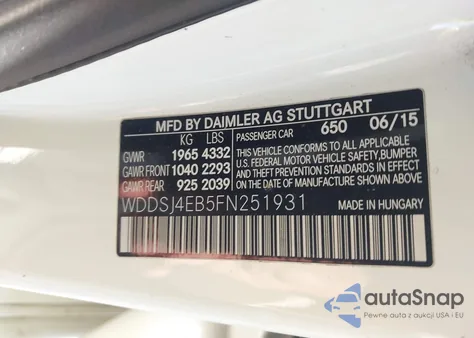 MFD BY DAIMLER AG STUTTGART
KG LBS PASSENGER CAR 650 06/15
GVWR 1965 4332
GAWR FRONT 1040 2293
GAWR REAR 925 2039
THIS VEHICLE CONFORMS TO ALL APPLICABLE
U.S. FEDERAL MOTOR VEHICLE SAFETY, BUMPER
AND THEFT PREVENTION STANDARDS IN EFFECT
ON THE DATE OF MANUFACTURE SHOWN ABOVE.
WDDSJ4EB5FN251931 MADE IN HUNGARY
autoSnap
Pewne auta z aukcji USA i EU